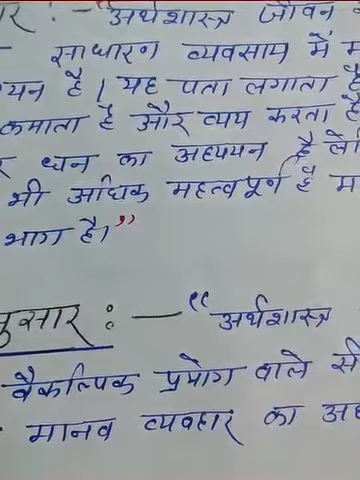 :- "अर्थशास्त्र जीवन
साधारण व्यवसाय में
यन है। यह पता लगाता है
कमाता है और व्यय करता है
धन का अध्ययन है
भी अधिक महत्वपूर्ण है
भाग है।"
नुसार :- "अर्थशास्त्र
वैकल्पिक प्रयोग वाले
मानव व्यवहार का